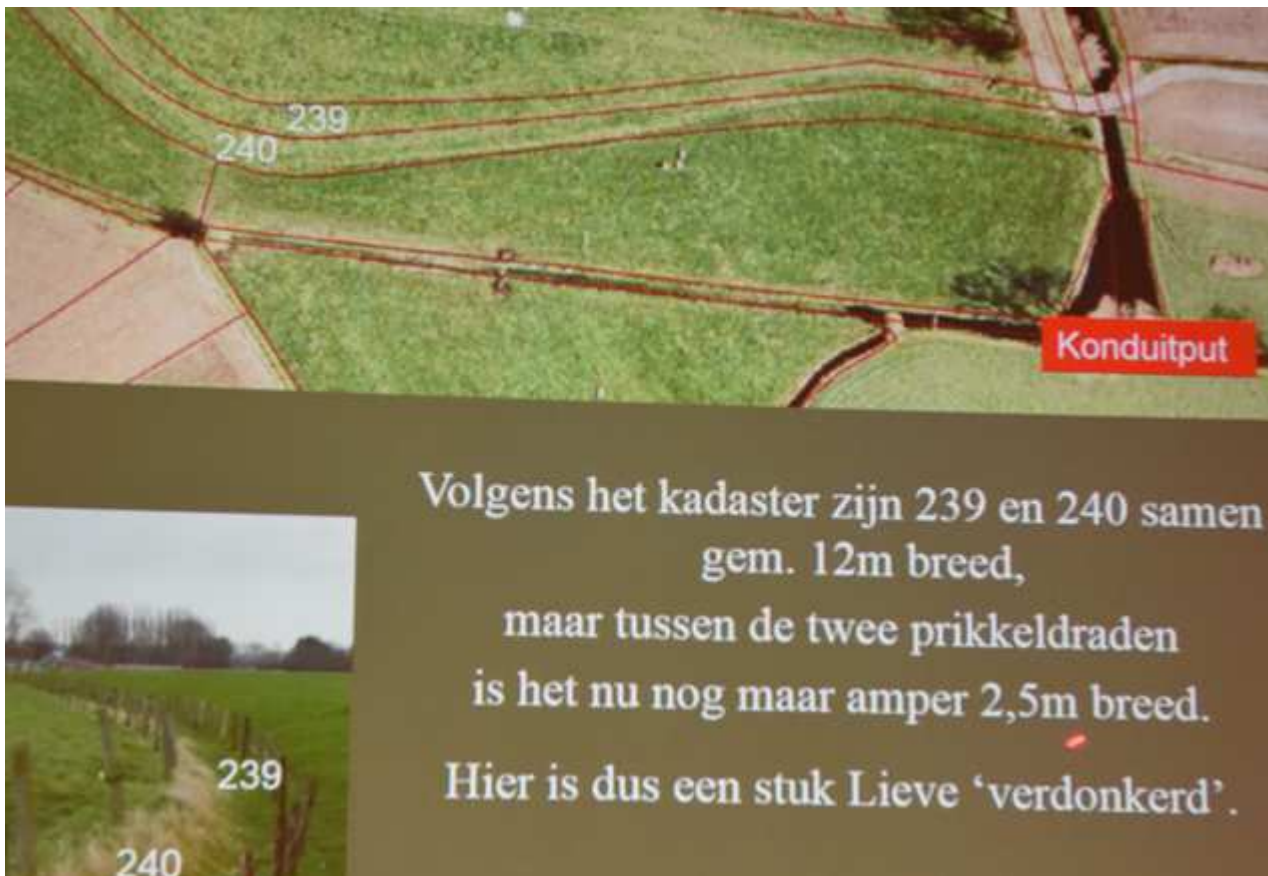 239
240
Konduitput
Volgens het kadaster zijn 239 en 240 samen
gem. 12m breed,
maar tussen de twee prikkeldraden
is het nu nog maar amper 2,5m breed.
Hier is dus een stuk Lieve ‘verdonkerd’.
239
240